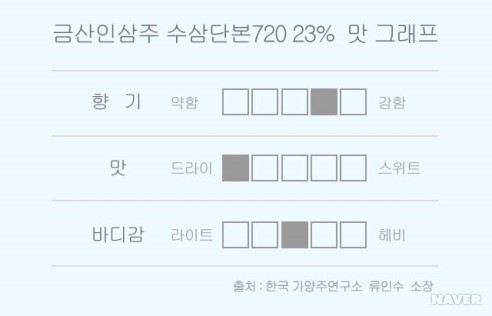 금산인삼주 수삼단본720 23% 맛 그래프
향 기 약함 강함
맛 드라이 스위트
바디감 라이트 헤비
출처 : 한국 가양주연구소 류인수 소장
NAVER